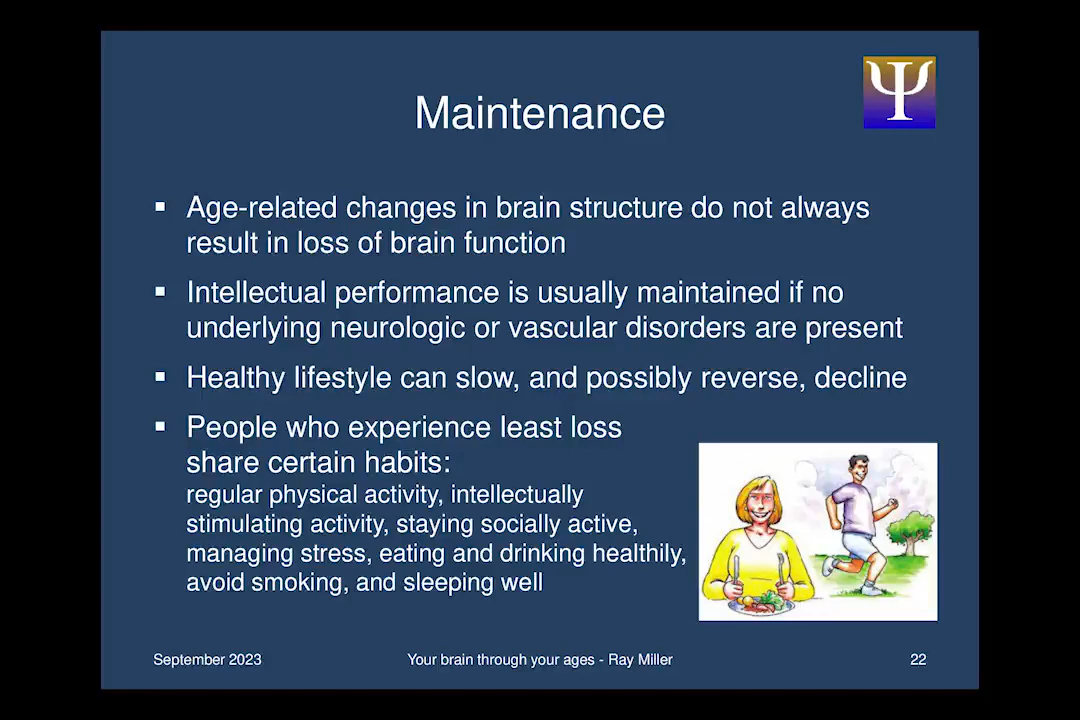 Ψ
Maintenance
▪ Age-related changes in brain structure do not always
result in loss of brain function
▪ Intellectual performance is usually maintained if no
underlying neurologic or vascular disorders are present
▪ Healthy lifestyle can slow, and possibly reverse, decline
▪ People who experience least loss
share certain habits:
regular physical activity, intellectually
stimulating activity, staying socially active,
managing stress, eating and drinking healthily,
avoid smoking, and sleeping well
September 2023
Your brain through your ages - Ray Miller
22